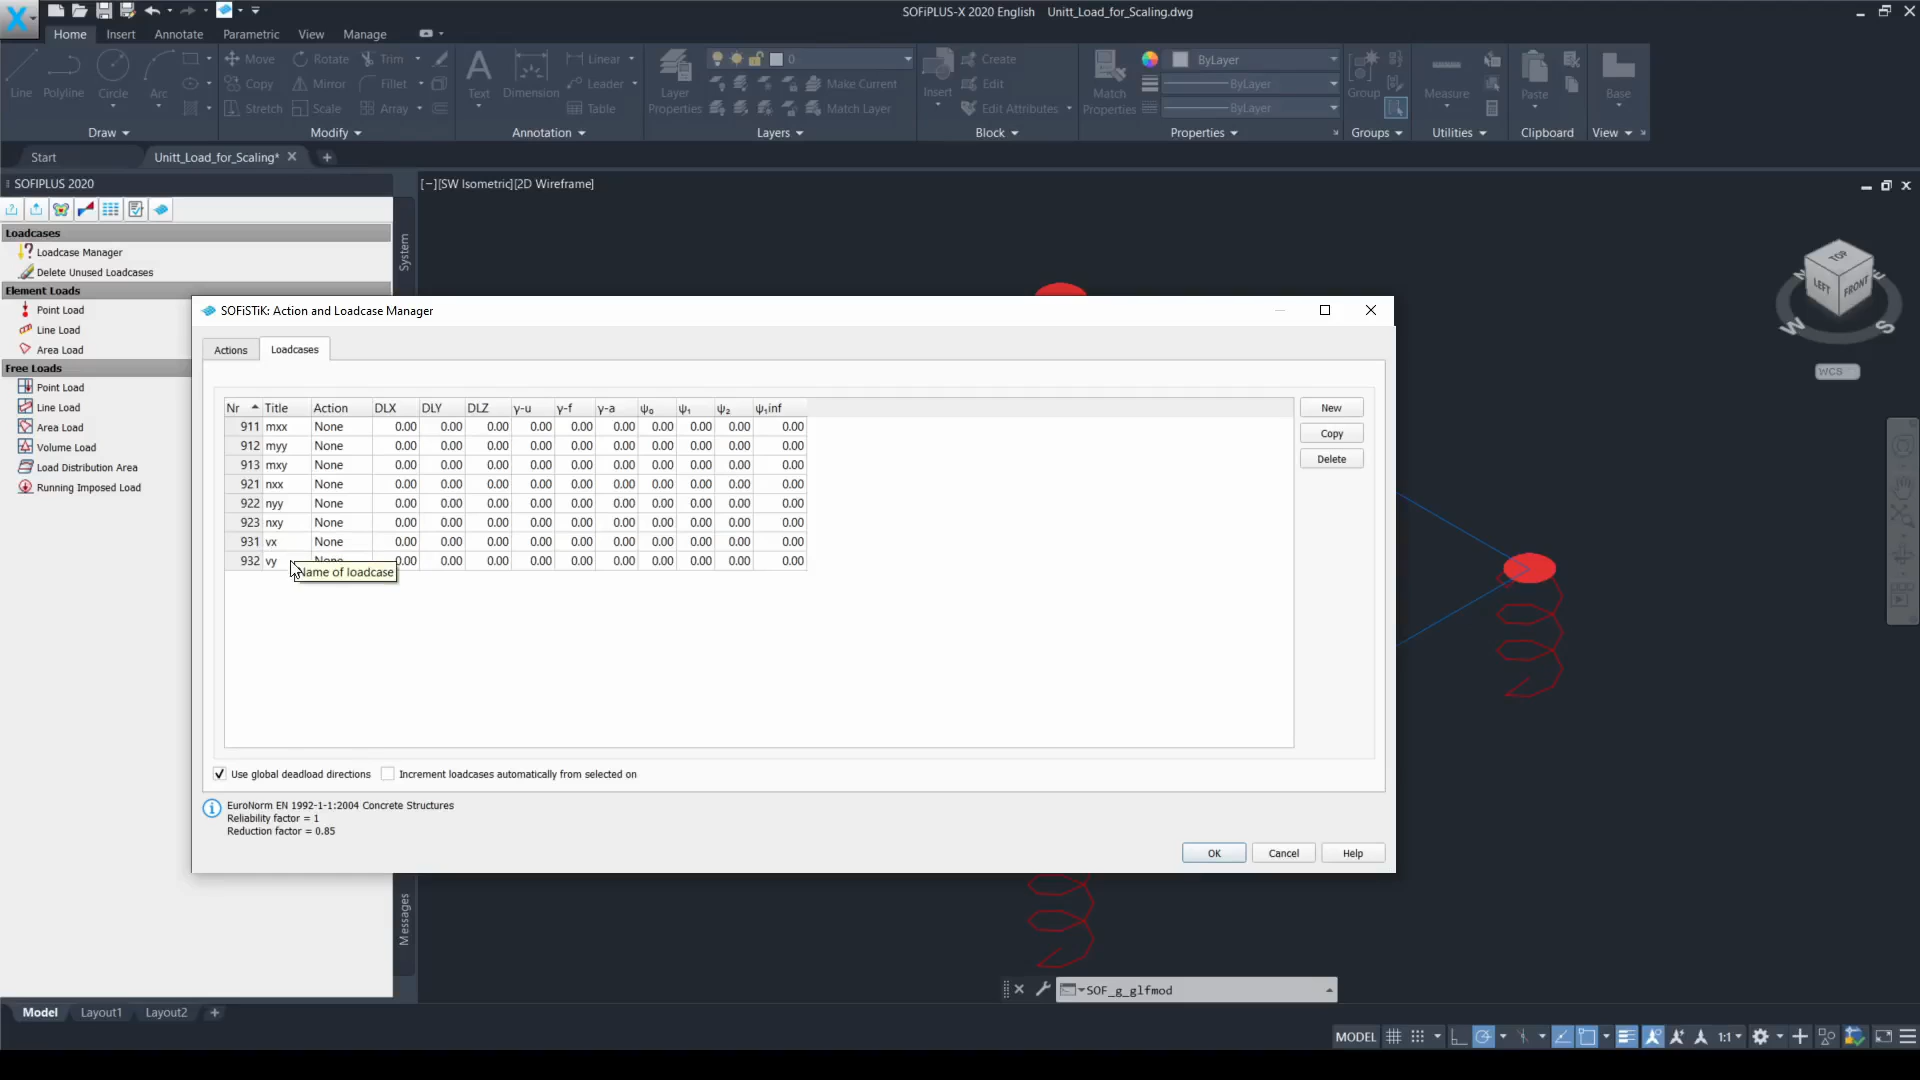 SOFiPLUS-X 2020 English Unitt_Load_for_Scaling.dwg
Home Insert Annotate Parametric View Manage
Line Polyline Circle Arc
Move Rotate Trim
Copy Mirror Fillet
Stretch Scale Array
Text Dimension
Linear
Leader
Table
Layer Properties
0
Make Current
Match Layer
Insert
Create
Edit
Edit Attributes
Match Properties
ByLayer
ByLayer
ByLayer
Group
Measure
Paste
Base
Draw Modify Annotation Layers Block Properties Groups Utilities Clipboard View
Start Unitt_Load_for_Scaling*
SOFIPLUS 2020
[−][SW Isometric][2D Wireframe]
Loadcases
Loadcase Manager
Delete Unused Loadcases
Element Loads
Point Load
Line Load
Area Load
Free Loads
Point Load
Line Load
Area Load
Volume Load
Load Distribution Area
Running Imposed Load
System
Messages
TOP
LEFT FRONT
N E
W S
WCS
SOFiSTiK: Action and Loadcase Manager
Actions Loadcases
Nr Title Action DLX DLY DLZ γ-u γ-f γ-a ψ₀ ψ₁ ψ₂ ψ₁inf
911 mxx None 0.00 0.00 0.00 0.00 0.00 0.00 0.00 0.00 0.00 0.00
912 myy None 0.00 0.00 0.00 0.00 0.00 0.00 0.00 0.00 0.00 0.00
913 mxy None 0.00 0.00 0.00 0.00 0.00 0.00 0.00 0.00 0.00 0.00
921 nxx None 0.00 0.00 0.00 0.00 0.00 0.00 0.00 0.00 0.00 0.00
922 nyy None 0.00 0.00 0.00 0.00 0.00 0.00 0.00 0.00 0.00 0.00
923 nxy None 0.00 0.00 0.00 0.00 0.00 0.00 0.00 0.00 0.00 0.00
931 vx None 0.00 0.00 0.00 0.00 0.00 0.00 0.00 0.00 0.00 0.00
932 vy None 0.00 0.00 0.00 0.00 0.00 0.00 0.00 0.00 0.00 0.00
Name of loadcase
New
Copy
Delete
Use global deadload directions Increment loadcases automatically from selected on
EuroNorm EN 1992-1-1:2004 Concrete Structures
Reliability factor = 1
Reduction factor = 0.85
OK Cancel Help
SOF_g_glfmod
Model Layout1 Layout2
MODEL 1:1